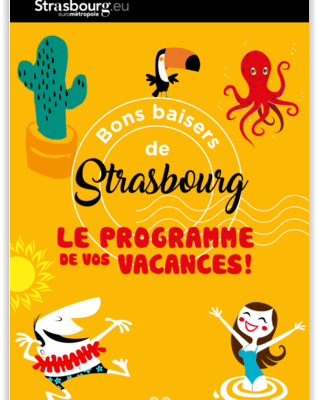 Strasbourg.eu
eurométropole
Bons baisers
de
Strasbourg
LE PROGRAMME
DE VOS VACANCES!